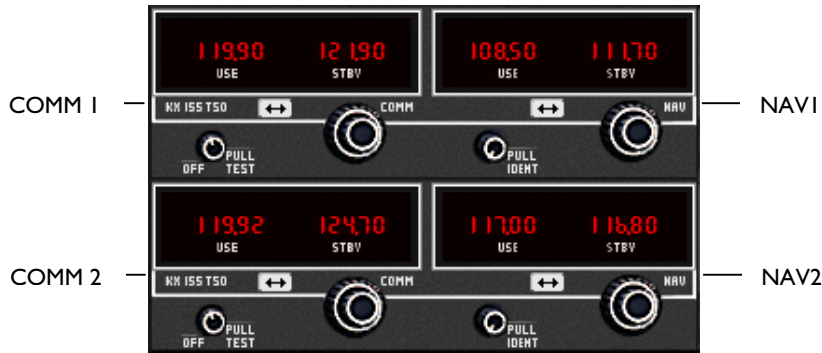 119.90 121.90 108.50 111.70
USE STBY USE STBY
COMM 1 KX 155 TSO ↔ COMM ↔ NAV NAV1
OFF PULL TEST PULL IDENT
119.92 124.70 117.00 116.80
USE STBY USE STBY
COMM 2 KX 155 TSO ↔ COMM ↔ NAV NAV2
OFF PULL TEST PULL IDENT